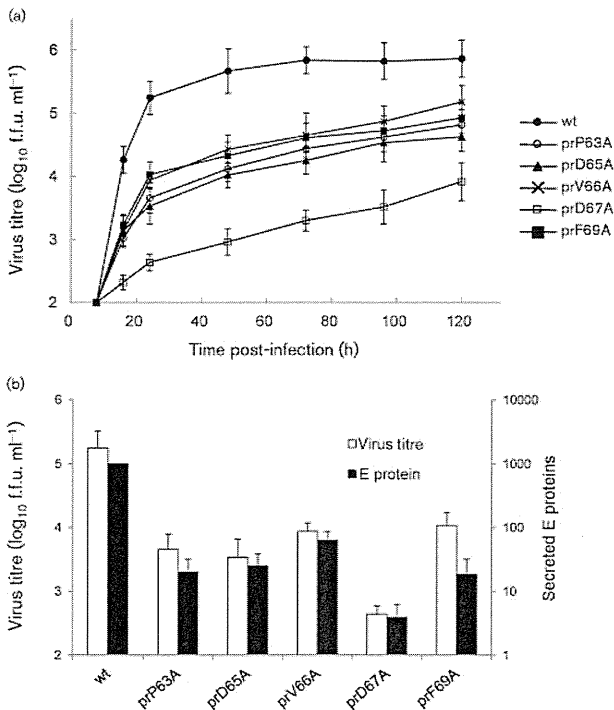 (a)
6
5
4
3
2
Virus titre (log₁₀ f.f.u. ml⁻¹)
0 20 40 60 80 100 120
Time post-infection (h)
wt
prP63A
prD65A
prV66A
prD67A
prF69A
(b)
6
5
4
3
2
Virus titre (log₁₀ f.f.u. ml⁻¹)
Virus titre
E protein
10000
1000
100
10
1
Secreted E proteins
wt
prP63A
prD65A
prV66A
prD67A
prF69A